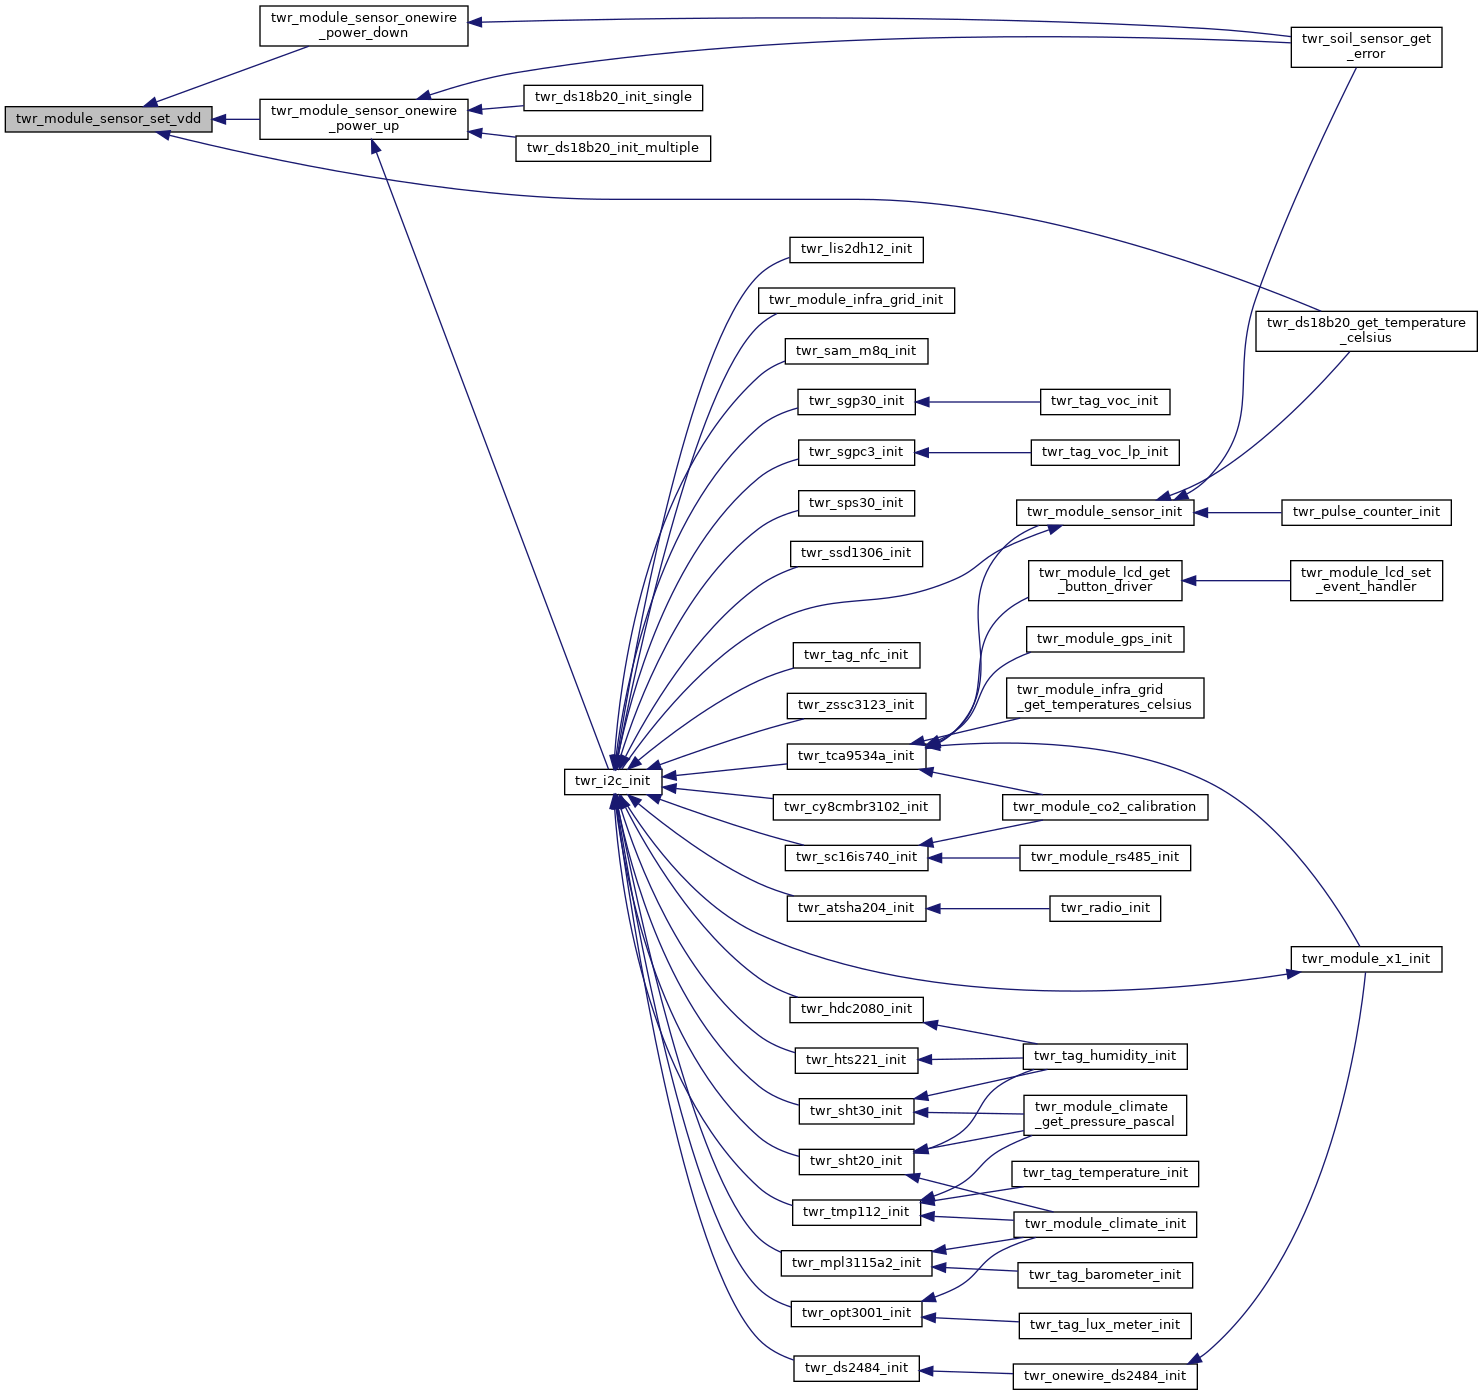 twr_module_sensor_onewire
_power_down
twr_soil_sensor_get
_error
twr_ds18b20_init_single
twr_module_sensor_onewire
_power_up
twr_module_sensor_set_vdd
twr_ds18b20_init_multiple
twr_lis2dh12_init
twr_module_infra_grid_init
twr_ds18b20_get_temperature
_celsius
twr_sam_m8q_init
twr_sgp30_init
twr_tag_voc_init
twr_sgpc3_init
twr_tag_voc_lp_init
twr_sps30_init
twr_module_sensor_init
twr_pulse_counter_init
twr_ssd1306_init
twr_module_lcd_get
_button_driver
twr_module_lcd_set
_event_handler
twr_module_gps_init
twr_tag_nfc_init
twr_module_infra_grid
_get_temperatures_celsius
twr_zssc3123_init
twr_tca9534a_init
twr_i2c_init
twr_cy8cmbr3102_init
twr_module_co2_calibration
twr_sc16is740_init
twr_module_rs485_init
twr_atsha204_init
twr_radio_init
twr_module_x1_init
twr_hdc2080_init
twr_hts221_init
twr_tag_humidity_init
twr_sht30_init
twr_module_climate
_get_pressure_pascal
twr_sht20_init
twr_tag_temperature_init
twr_tmp112_init
twr_module_climate_init
twr_mpl3115a2_init
twr_tag_barometer_init
twr_opt3001_init
twr_tag_lux_meter_init
twr_ds2484_init
twr_onewire_ds2484_init